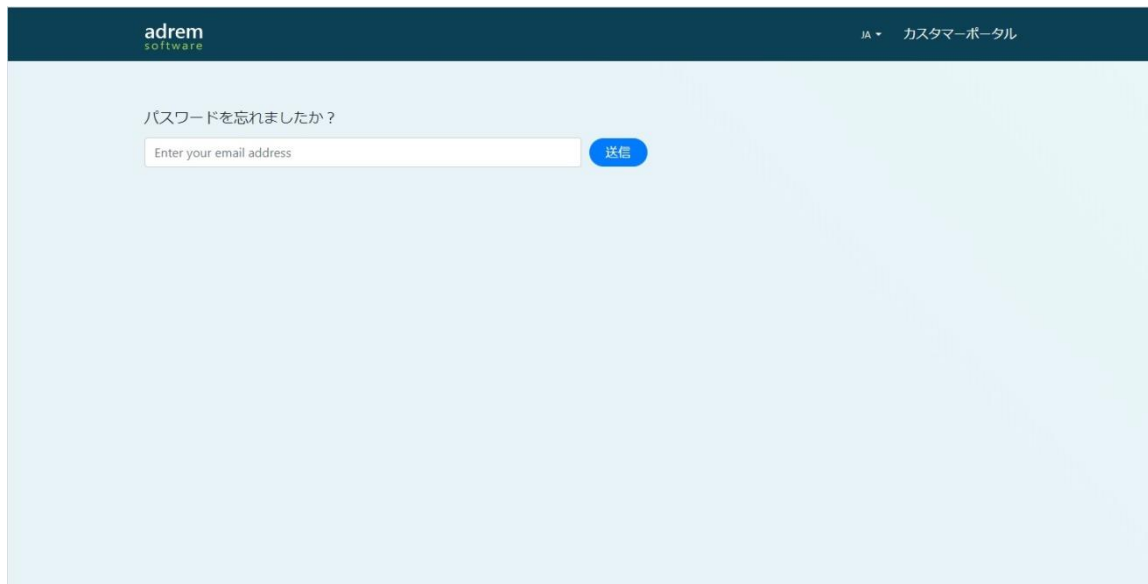 adrem
software
JA カスタマーポータル
パスワードを忘れましたか？
Enter your email address
送信